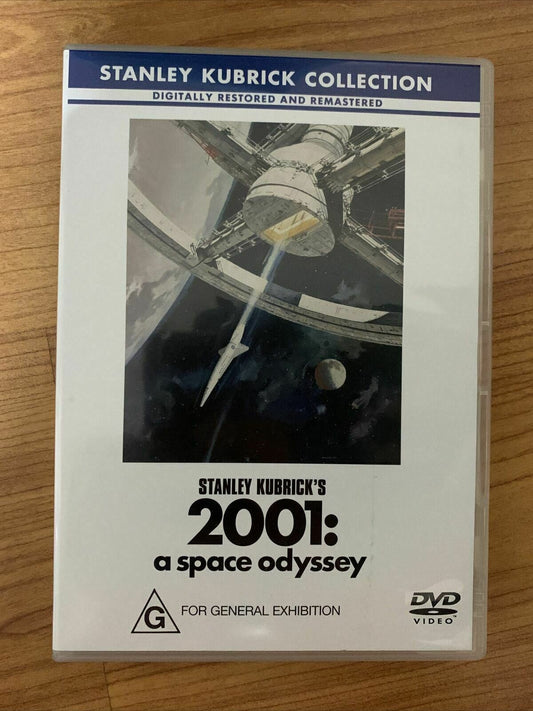 STANLEY KUBRICK COLLECTION
DIGITALLY RESTORED AND REMASTERED
STANLEY KUBRICK'S
2001:
a space odyssey
G FOR GENERAL EXHIBITION
DVD
VIDEO